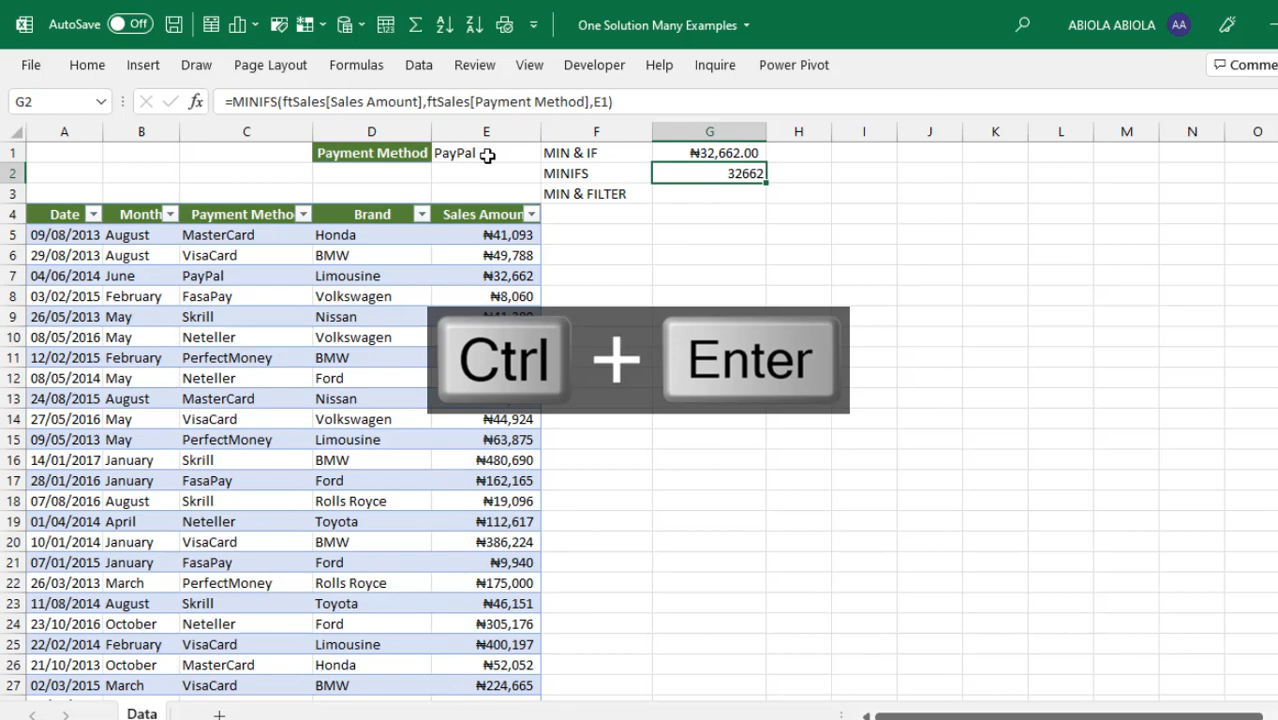 AutoSave Off One Solution Many Examples ABIOLA ABIOLA AA
File Home Insert Draw Page Layout Formulas Data Review View Developer Help Inquire Power Pivot Comme
G2 fx =MINIFS(ftSales[Sales Amount],ftSales[Payment Method],E1)
A B C D E F G H I J K L M N O
1 Payment Method PayPal MIN & IF ₦32,662.00
2 MINIFS 32662
3 MIN & FILTER
4 Date Month Payment Metho Brand Sales Amoun
5 09/08/2013 August MasterCard Honda ₦41,093
6 29/08/2013 August VisaCard BMW ₦49,788
7 04/06/2014 June PayPal Limousine ₦32,662
8 03/02/2015 February FasaPay Volkswagen ₦8,060
9 26/05/2013 May Skrill Nissan
10 08/05/2016 May Neteller Volkswagen
11 12/02/2015 February PerfectMoney BMW
12 08/05/2014 May Neteller Ford
13 24/08/2015 August MasterCard Nissan
Ctrl + Enter
14 27/05/2016 May VisaCard Volkswagen ₦44,924
15 09/05/2013 May PerfectMoney Limousine ₦63,875
16 14/01/2017 January Skrill BMW ₦480,690
17 28/01/2016 January FasaPay Ford ₦162,165
18 07/08/2016 August Skrill Rolls Royce ₦19,096
19 01/04/2014 April Neteller Toyota ₦112,617
20 10/01/2014 January VisaCard BMW ₦386,224
21 07/01/2015 January FasaPay Ford ₦9,940
22 26/03/2013 March PerfectMoney Rolls Royce ₦175,000
23 11/08/2014 August Skrill Toyota ₦46,151
24 23/10/2016 October Neteller Ford ₦305,176
25 22/02/2014 February VisaCard Limousine ₦400,197
26 21/10/2013 October MasterCard Honda ₦52,052
27 02/03/2015 March VisaCard BMW ₦224,665
Data